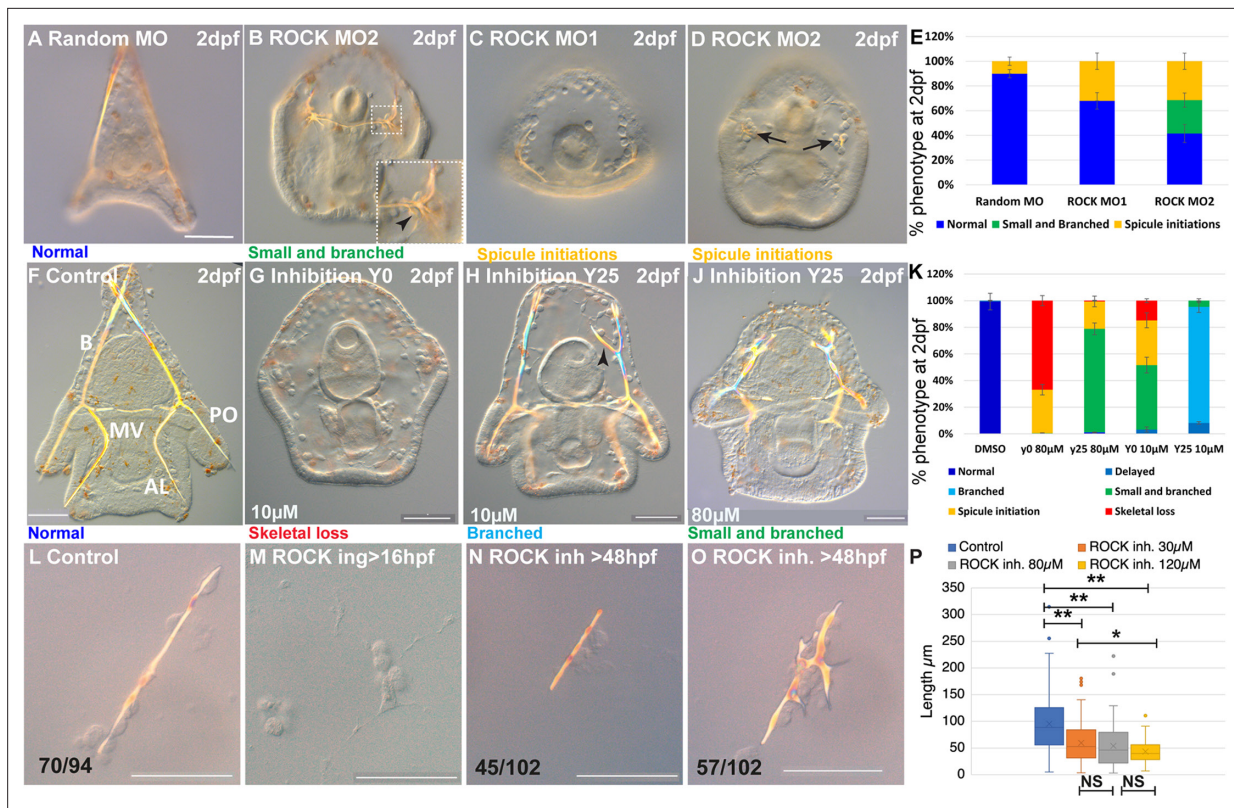 A Random MO 2dpf
B ROCK MO2 2dpf
C ROCK MO1 2dpf
D ROCK MO2 2dpf
Normal
Small and branched
Spicule initiations
Spicule initiations
E
% phenotype at 2dpf
120%
100%
80%
60%
40%
20%
0%
Random MO ROCK MO1 ROCK MO2
Normal Small and Branched Spicule initiations
F Control 2dpf
B
PO
MV
AL
G Inhibition Y0 2dpf
10µM
H Inhibition Y25 2dpf
10µM
J Inhibition Y25 2dpf
80µM
Normal
Skeletal loss
Branched
Small and branched
K
% phenotype at 2dpf
120%
100%
80%
60%
40%
20%
0%
DMSO y0 80µM y25 80µM Y0 10µM Y25 10µM
Normal Delayed
Branched Small and branched
Spicule initiation Skeletal loss
L Control
70/94
M ROCK ing>16hpf
N ROCK inh >48hpf
45/102
O ROCK inh. >48hpf
57/102
P
Control ROCK inh. 30µM
ROCK inh. 80µM ROCK inh. 120µM
Length µm
350
300
250
200
150
100
50
0
**
**
**
*
NS NS